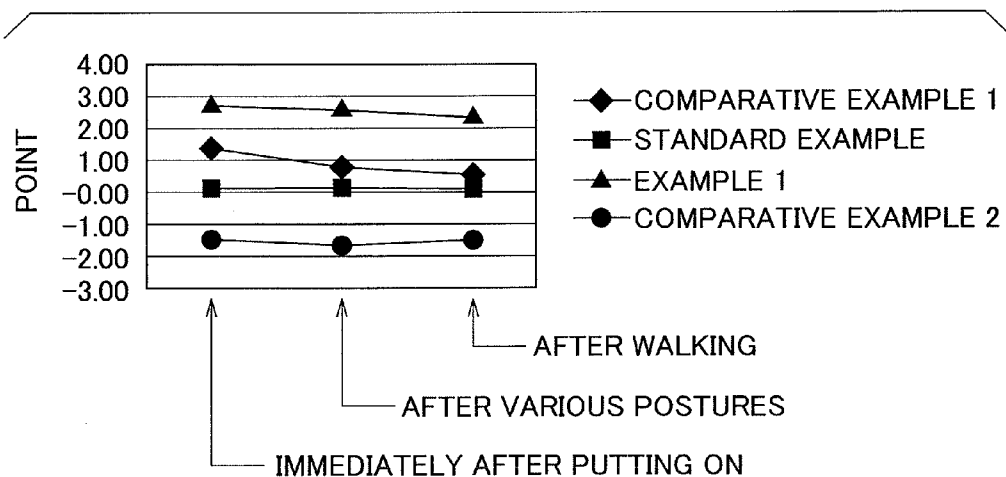 4.00
3.00
2.00
1.00
−0.00
−1.00
−2.00
−3.00
POINT
COMPARATIVE EXAMPLE 1
STANDARD EXAMPLE
EXAMPLE 1
COMPARATIVE EXAMPLE 2
AFTER WALKING
AFTER VARIOUS POSTURES
IMMEDIATELY AFTER PUTTING ON